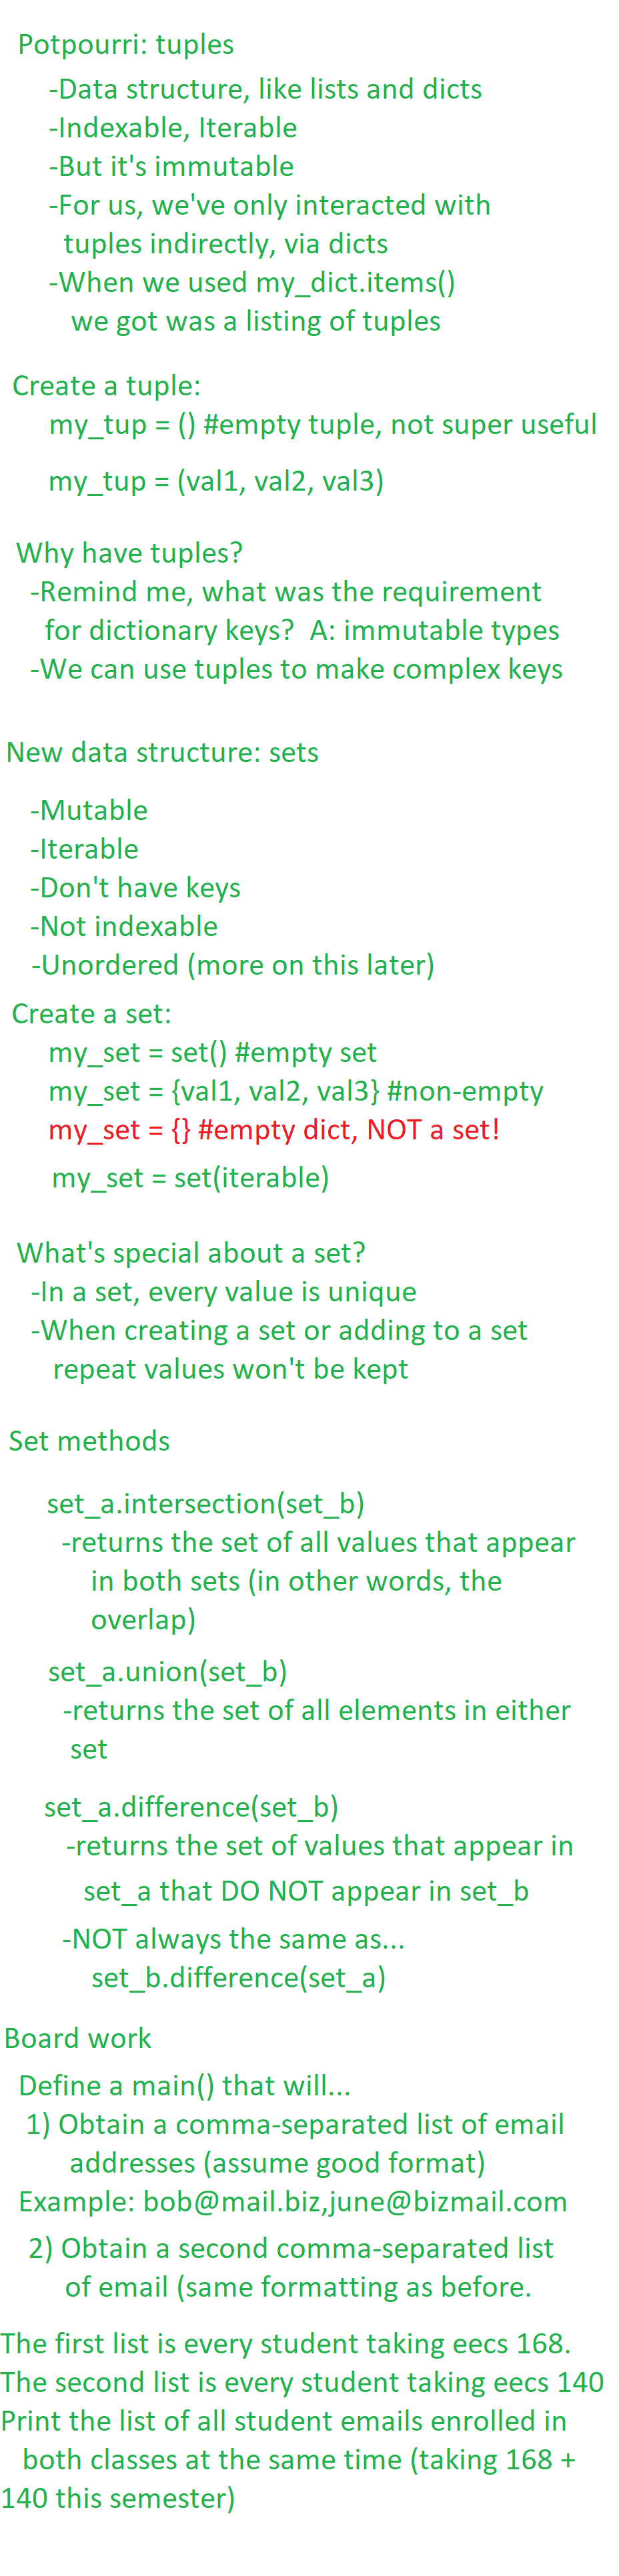 Potpourri: tuples
-Data structure, like lists and dicts
-Indexable, Iterable
-But it's immutable
-For us, we've only interacted with
tuples indirectly, via dicts
-When we used my_dict.items()
we got was a listing of tuples
Create a tuple:
my_tup = () #empty tuple, not super useful
my_tup = (val1, val2, val3)
Why have tuples?
-Remind me, what was the requirement
for dictionary keys?  A: immutable types
-We can use tuples to make complex keys
New data structure: sets
-Mutable
-Iterable
-Don't have keys
-Not indexable
-Unordered (more on this later)
Create a set:
my_set = set() #empty set
my_set = {val1, val2, val3} #non-empty
my_set = {} #empty dict, NOT a set!
my_set = set(iterable)
What's special about a set?
-In a set, every value is unique
-When creating a set or adding to a set
repeat values won't be kept
Set methods
set_a.intersection(set_b)
-returns the set of all values that appear
in both sets (in other words, the
overlap)
set_a.union(set_b)
-returns the set of all elements in either
set
set_a.difference(set_b)
-returns the set of values that appear in
set_a that DO NOT appear in set_b
-NOT always the same as...
set_b.difference(set_a)
Board work
Define a main() that will...
1) Obtain a comma-separated list of email
addresses (assume good format)
Example: bob@mail.biz,june@bizmail.com
2) Obtain a second comma-separated list
of email (same formatting as before.
The first list is every student taking eecs 168.
The second list is every student taking eecs 140
Print the list of all student emails enrolled in
both classes at the same time (taking 168 +
140 this semester)